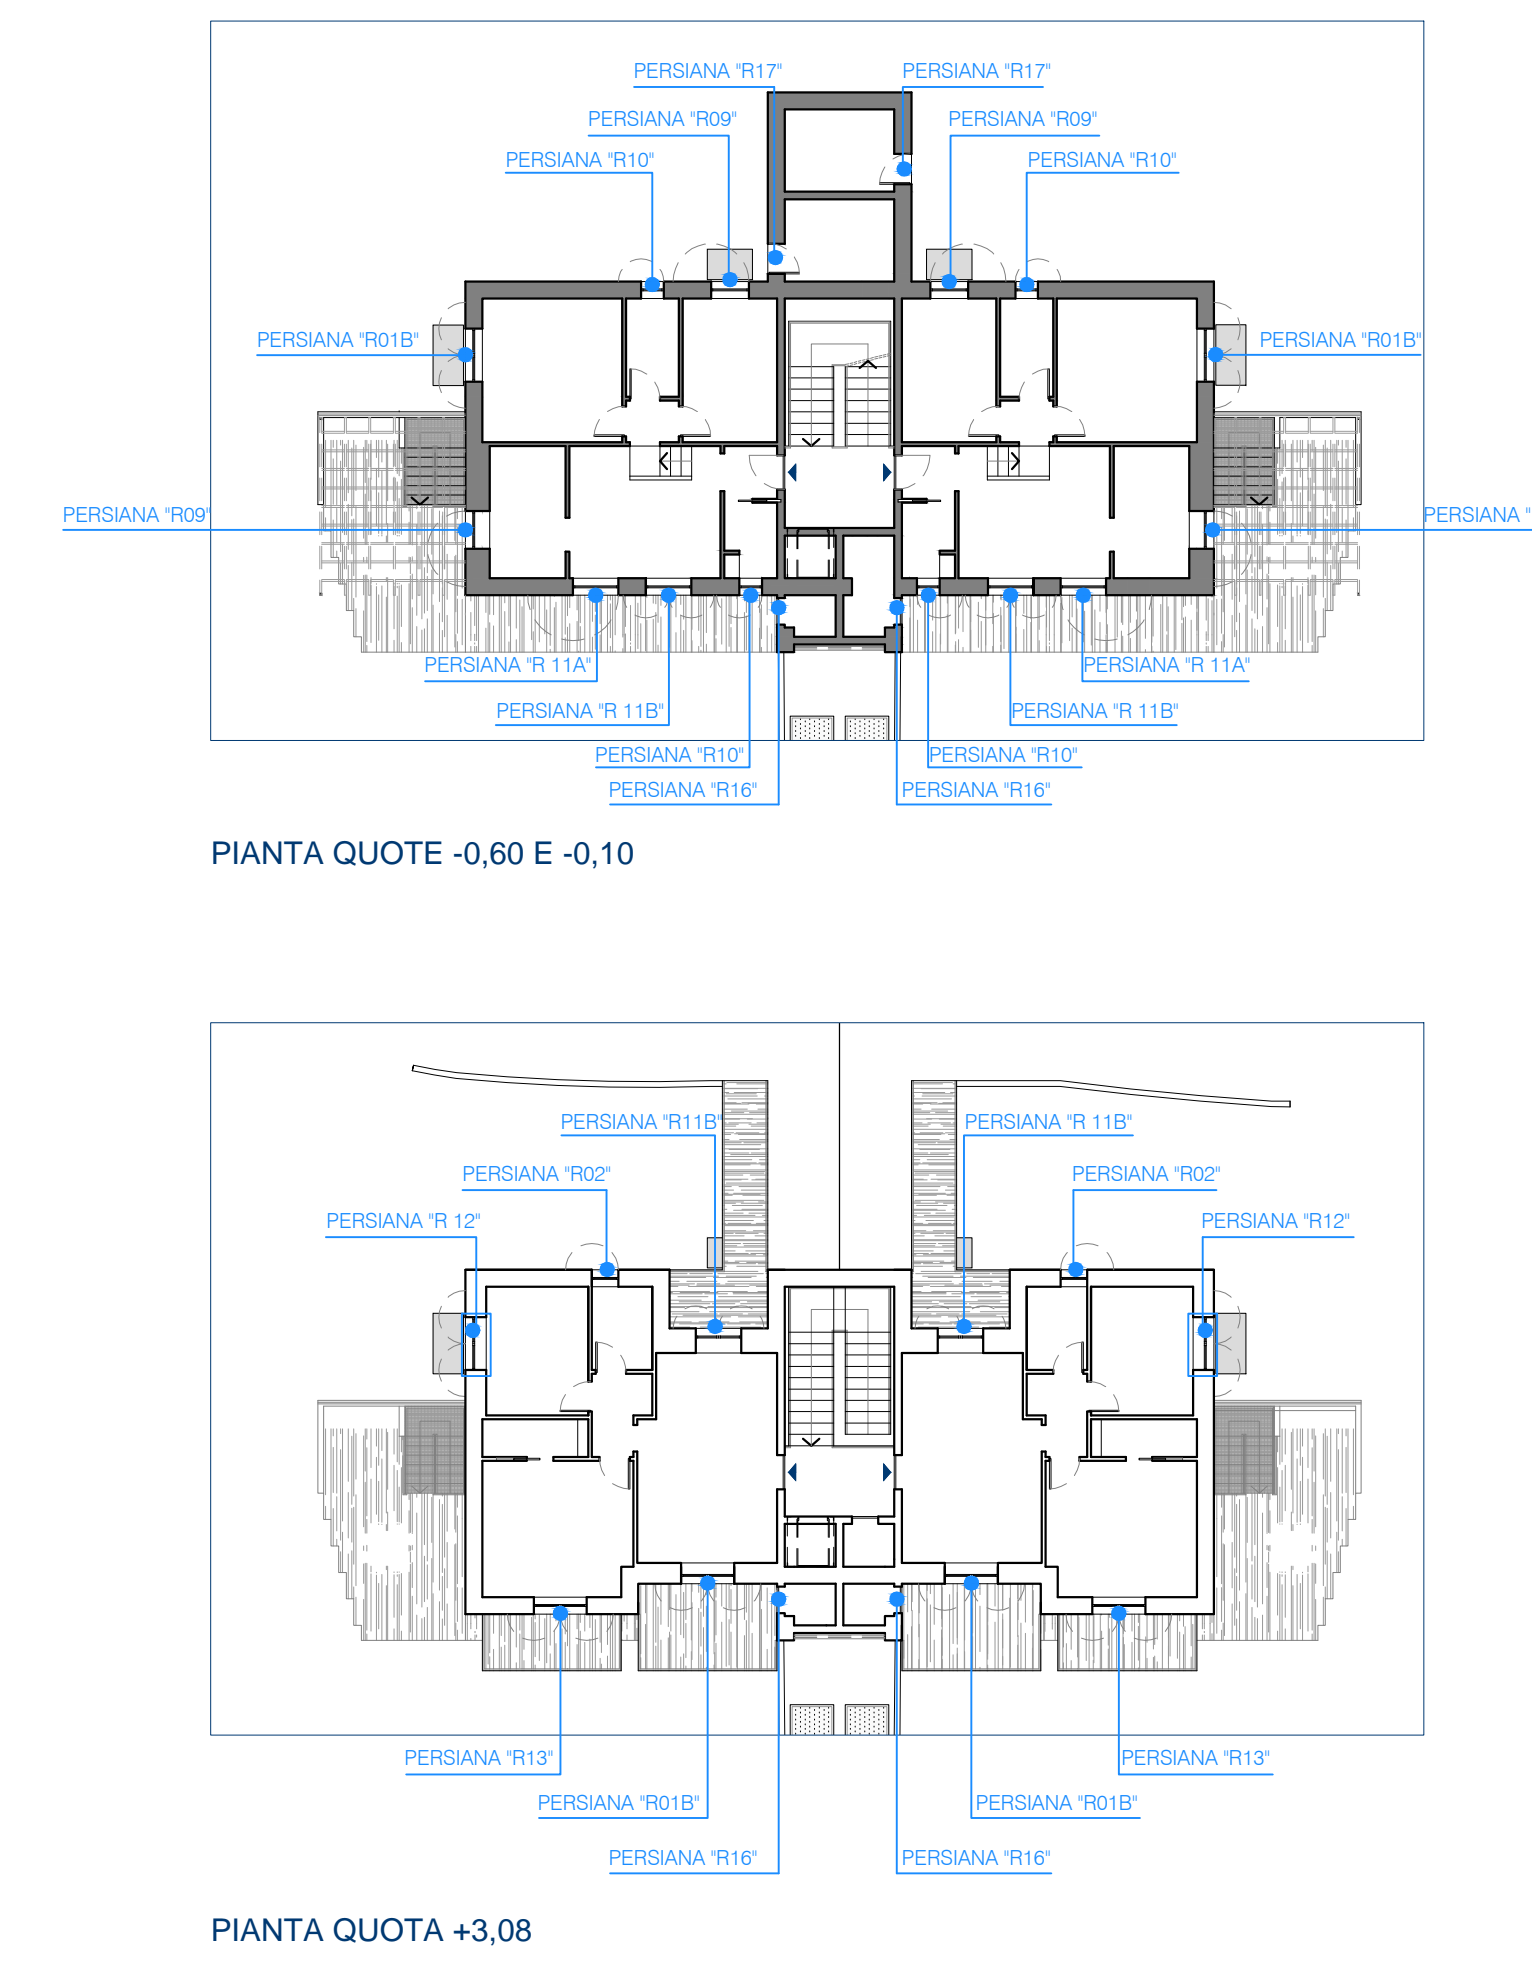 PERSIANA "R17"
PERSIANA "R17"
PERSIANA "R09"
PERSIANA "R09"
PERSIANA "R10"
PERSIANA "R10"
PERSIANA "R01B"
PERSIANA "R01B"
PERSIANA "R09"
PERSIANA "
PERSIANA "R 11A"
PERSIANA "R 11A"
PERSIANA "R 11B"
PERSIANA "R 11B"
PERSIANA "R10"
PERSIANA "R10"
PERSIANA "R16"
PERSIANA "R16"
PIANTA QUOTE -0,60 E -0,10
PERSIANA "R11B"
PERSIANA "R 11B"
PERSIANA "R02"
PERSIANA "R02"
PERSIANA "R 12"
PERSIANA "R12"
PERSIANA "R13"
PERSIANA "R13"
PERSIANA "R01B"
PERSIANA "R01B"
PERSIANA "R16"
PERSIANA "R16"
PIANTA QUOTA +3,08